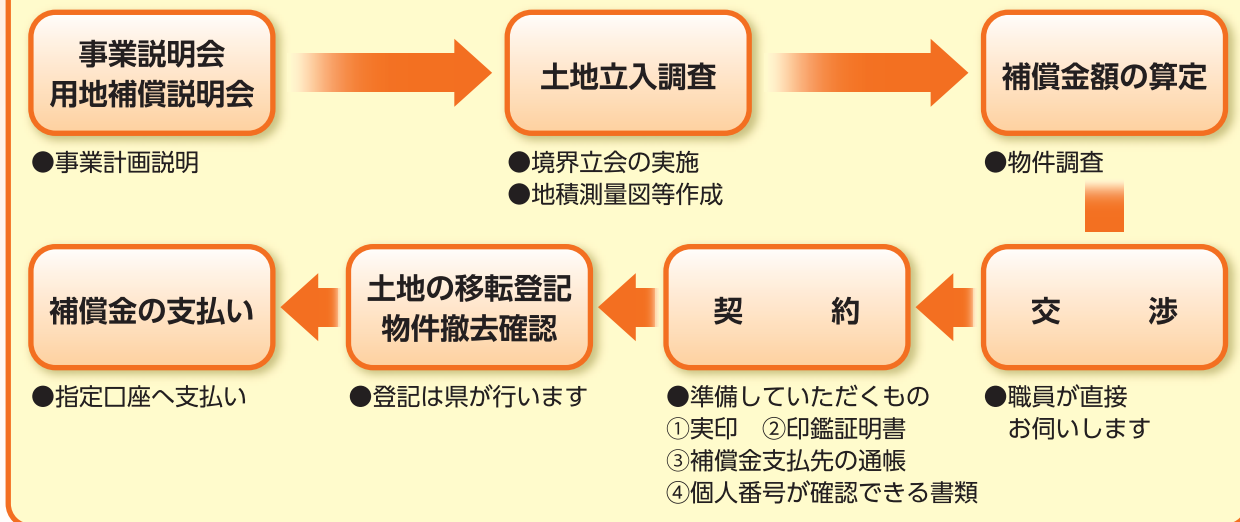 事業説明会
用地補償説明会
●事業計画説明
土地立入調査
●境界立会の実施
●地積測量図等作成
補償金額の算定
●物件調査
交　　渉
●職員が直接
お伺いします
契　　約
●準備していただくもの
①実印　②印鑑証明書
③補償金支払先の通帳
④個人番号が確認できる書類
土地の移転登記
物件撤去確認
●登記は県が行います
補償金の支払い
●指定口座へ支払い